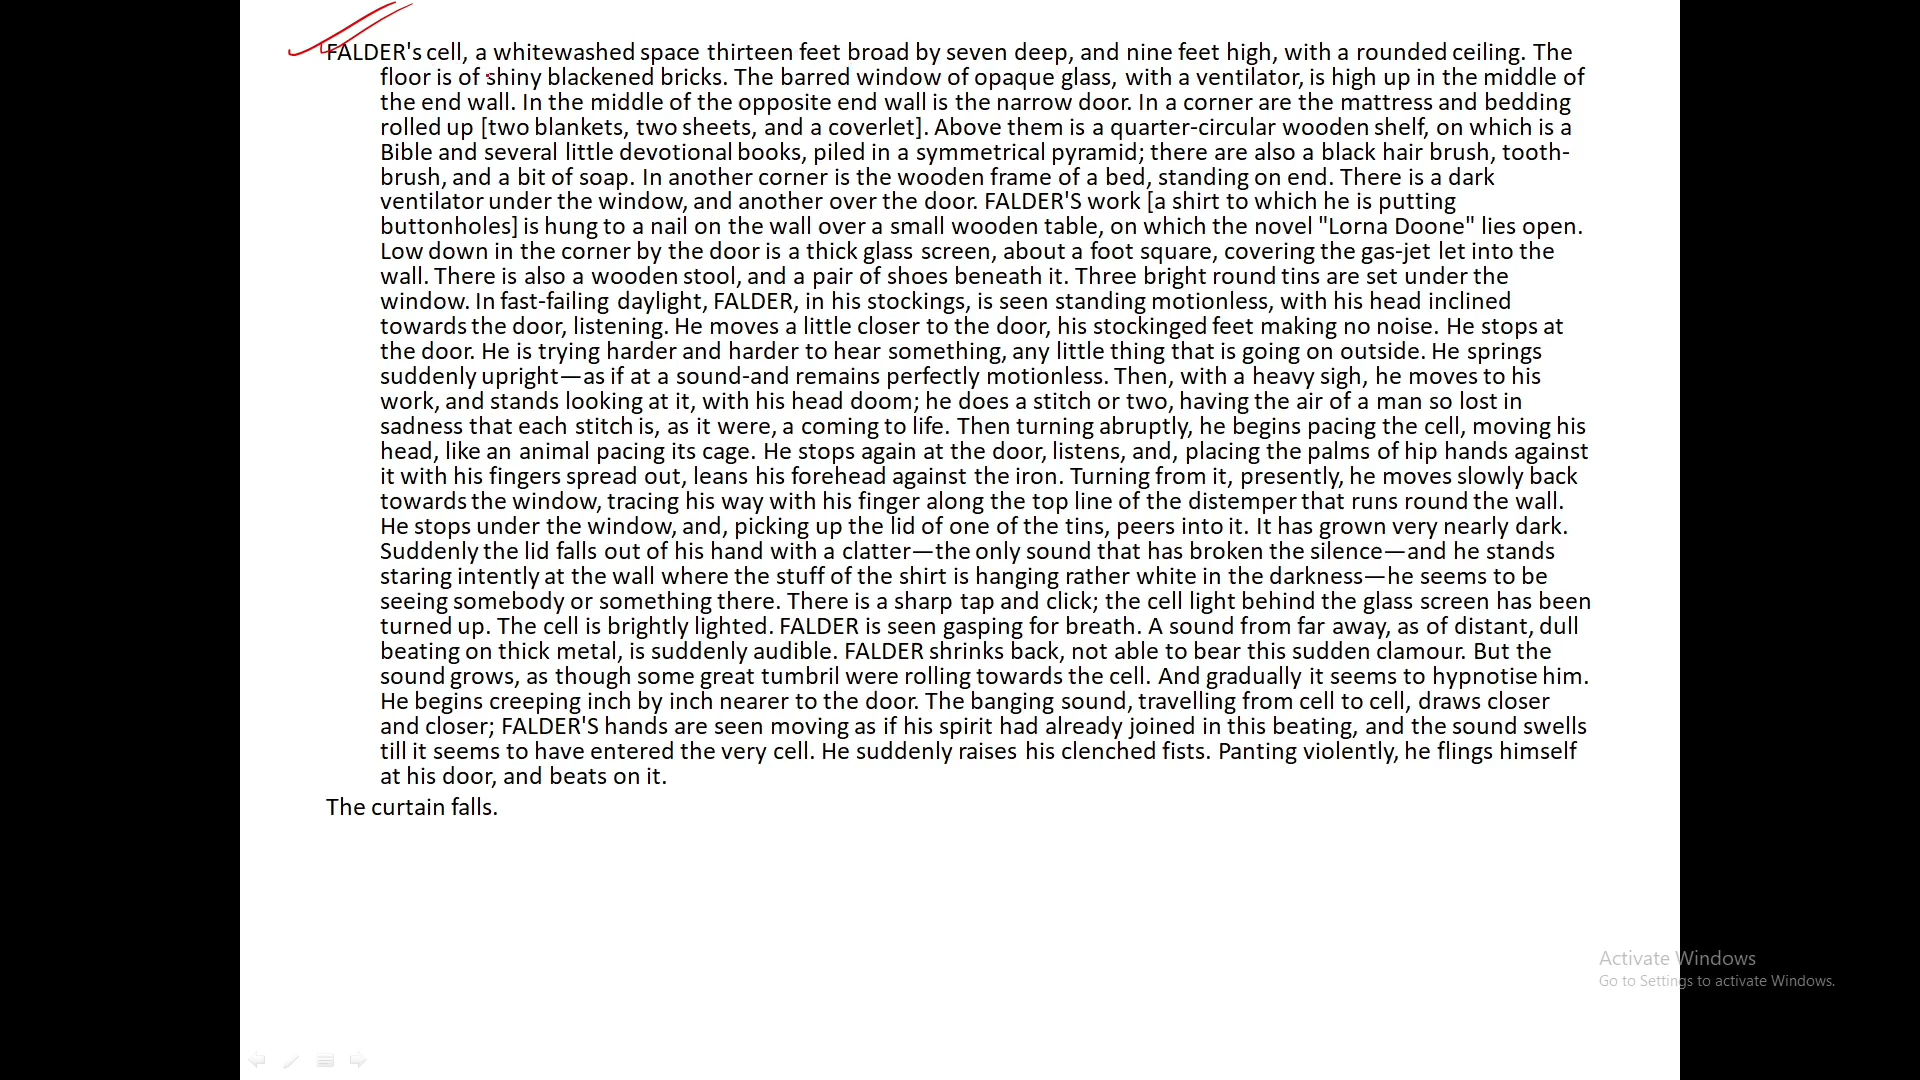 FALDER's cell, a whitewashed space thirteen feet broad by seven deep, and nine feet high, with a rounded ceiling. The
floor is of shiny blackened bricks. The barred window of opaque glass, with a ventilator, is high up in the middle of
the end wall. In the middle of the opposite end wall is the narrow door. In a corner are the mattress and bedding
rolled up [two blankets, two sheets, and a coverlet]. Above them is a quarter-circular wooden shelf, on which is a
Bible and several little devotional books, piled in a symmetrical pyramid; there are also a black hair brush, tooth-
brush, and a bit of soap. In another corner is the wooden frame of a bed, standing on end. There is a dark
ventilator under the window, and another over the door. FALDER'S work [a shirt to which he is putting
buttonholes] is hung to a nail on the wall over a small wooden table, on which the novel "Lorna Doone" lies open.
Low down in the corner by the door is a thick glass screen, about a foot square, covering the gas-jet let into the
wall. There is also a wooden stool, and a pair of shoes beneath it. Three bright round tins are set under the
window. In fast-failing daylight, FALDER, in his stockings, is seen standing motionless, with his head inclined
towards the door, listening. He moves a little closer to the door, his stockinged feet making no noise. He stops at
the door. He is trying harder and harder to hear something, any little thing that is going on outside. He springs
suddenly upright—as if at a sound-and remains perfectly motionless. Then, with a heavy sigh, he moves to his
work, and stands looking at it, with his head doom; he does a stitch or two, having the air of a man so lost in
sadness that each stitch is, as it were, a coming to life. Then turning abruptly, he begins pacing the cell, moving his
head, like an animal pacing its cage. He stops again at the door, listens, and, placing the palms of hip hands against
it with his fingers spread out, leans his forehead against the iron. Turning from it, presently, he moves slowly back
towards the window, tracing his way with his finger along the top line of the distemper that runs round the wall.
He stops under the window, and, picking up the lid of one of the tins, peers into it. It has grown very nearly dark.
Suddenly the lid falls out of his hand with a clatter—the only sound that has broken the silence—and he stands
staring intently at the wall where the stuff of the shirt is hanging rather white in the darkness—he seems to be
seeing somebody or something there. There is a sharp tap and click; the cell light behind the glass screen has been
turned up. The cell is brightly lighted. FALDER is seen gasping for breath. A sound from far away, as of distant, dull
beating on thick metal, is suddenly audible. FALDER shrinks back, not able to bear this sudden clamour. But the
sound grows, as though some great tumbril were rolling towards the cell. And gradually it seems to hypnotise him.
He begins creeping inch by inch nearer to the door. The banging sound, travelling from cell to cell, draws closer
and closer; FALDER'S hands are seen moving as if his spirit had already joined in this beating, and the sound swells
till it seems to have entered the very cell. He suddenly raises his clenched fists. Panting violently, he flings himself
at his door, and beats on it.
The curtain falls.
Activate Windows
Go to Settings to activate Windows.